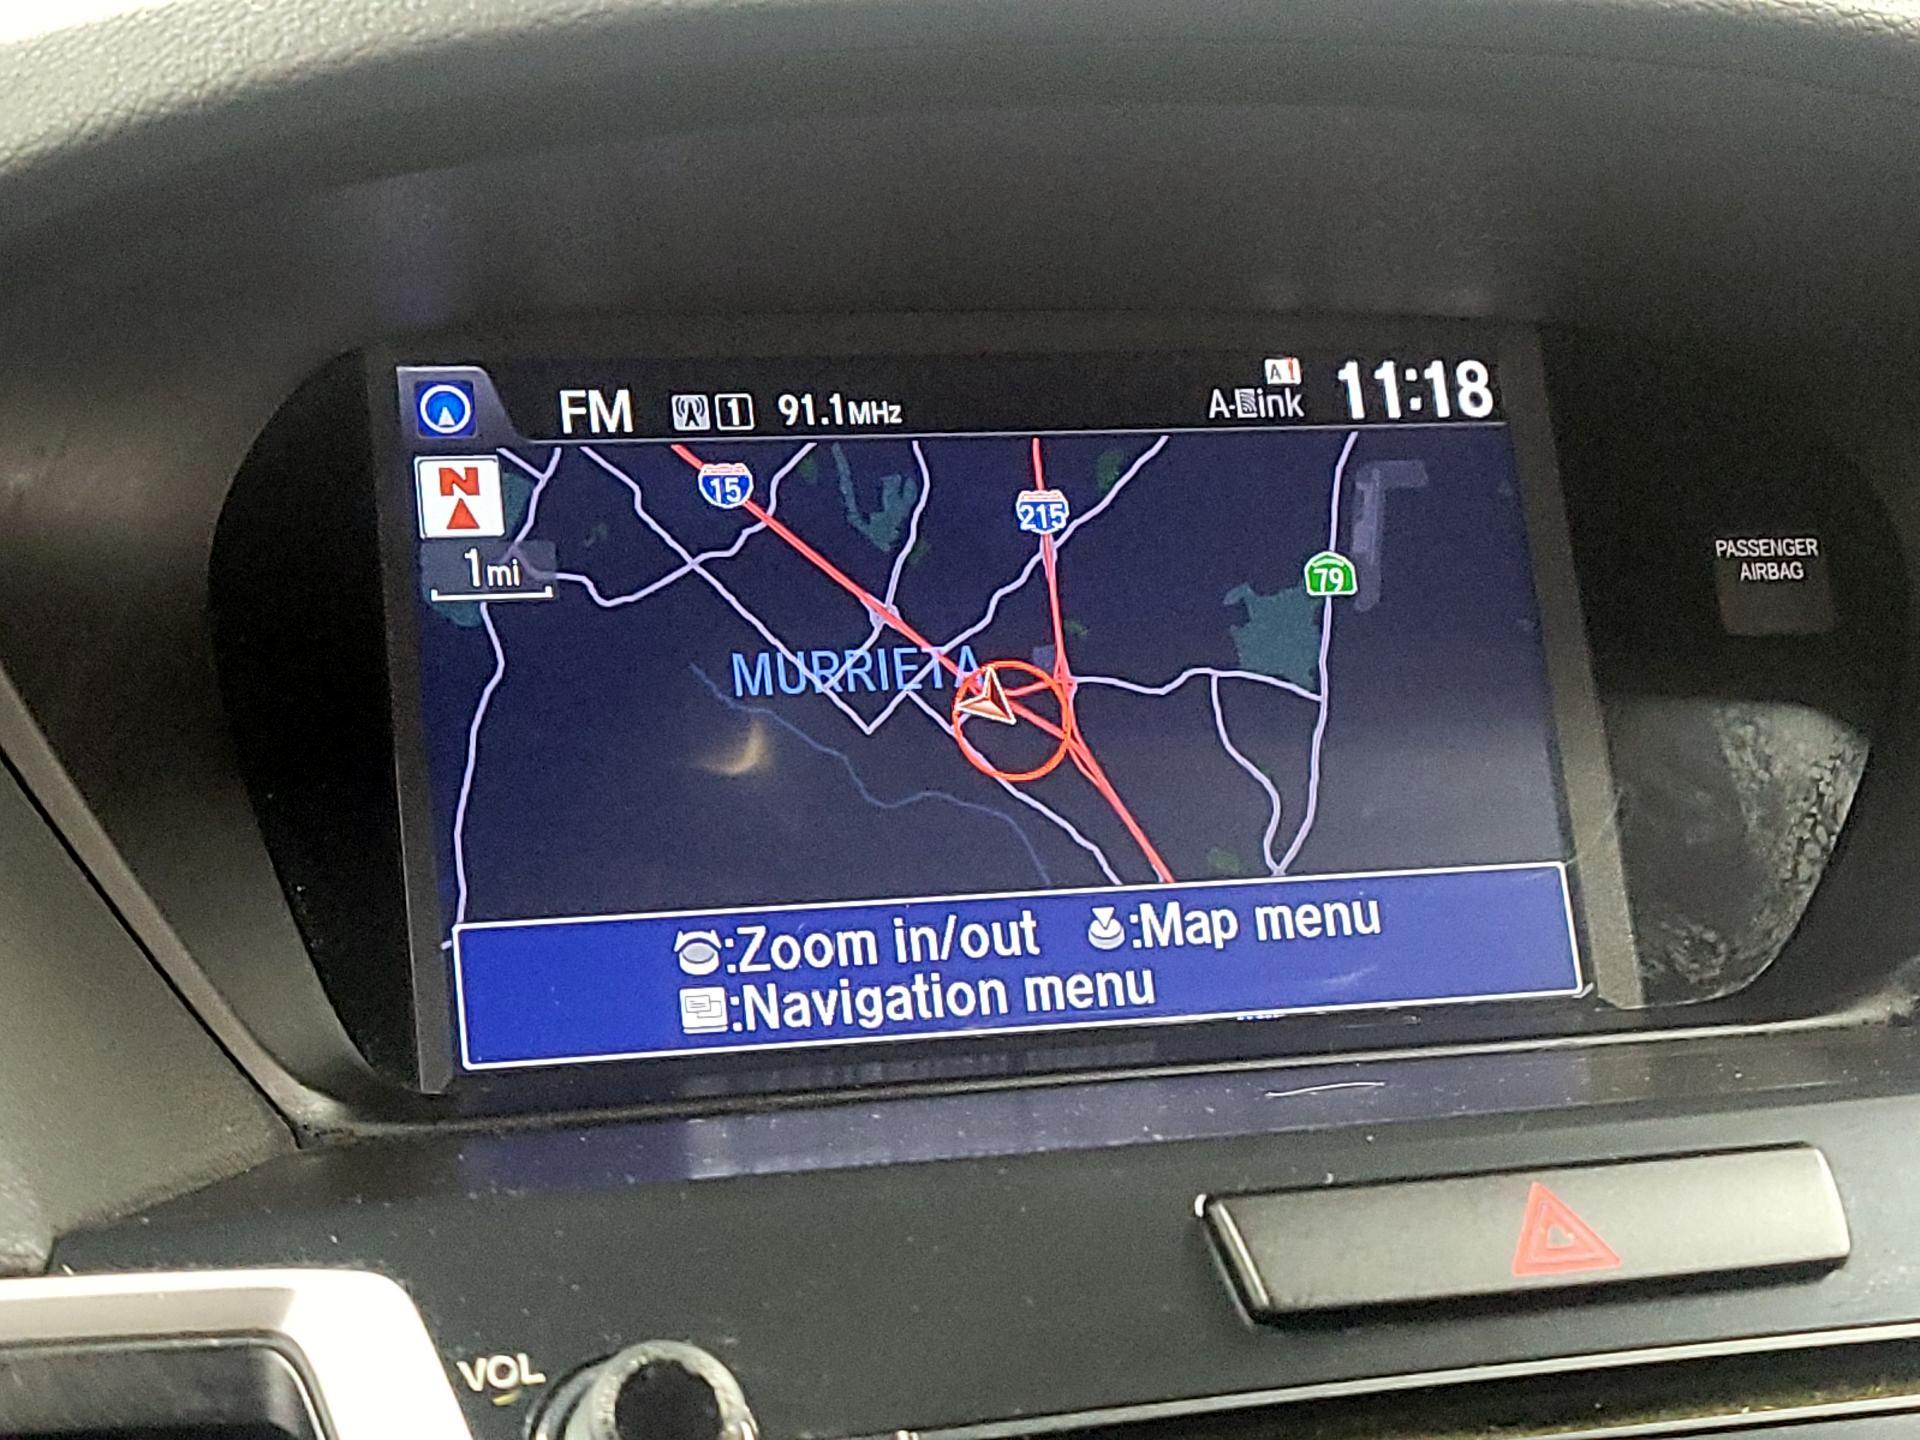 FM 1 91.1MHz A-Link 11:18
N
1mi
15
215
79
MURRIETA
:Zoom in/out :Map menu
:Navigation menu
PASSENGER
AIRBAG
VOL